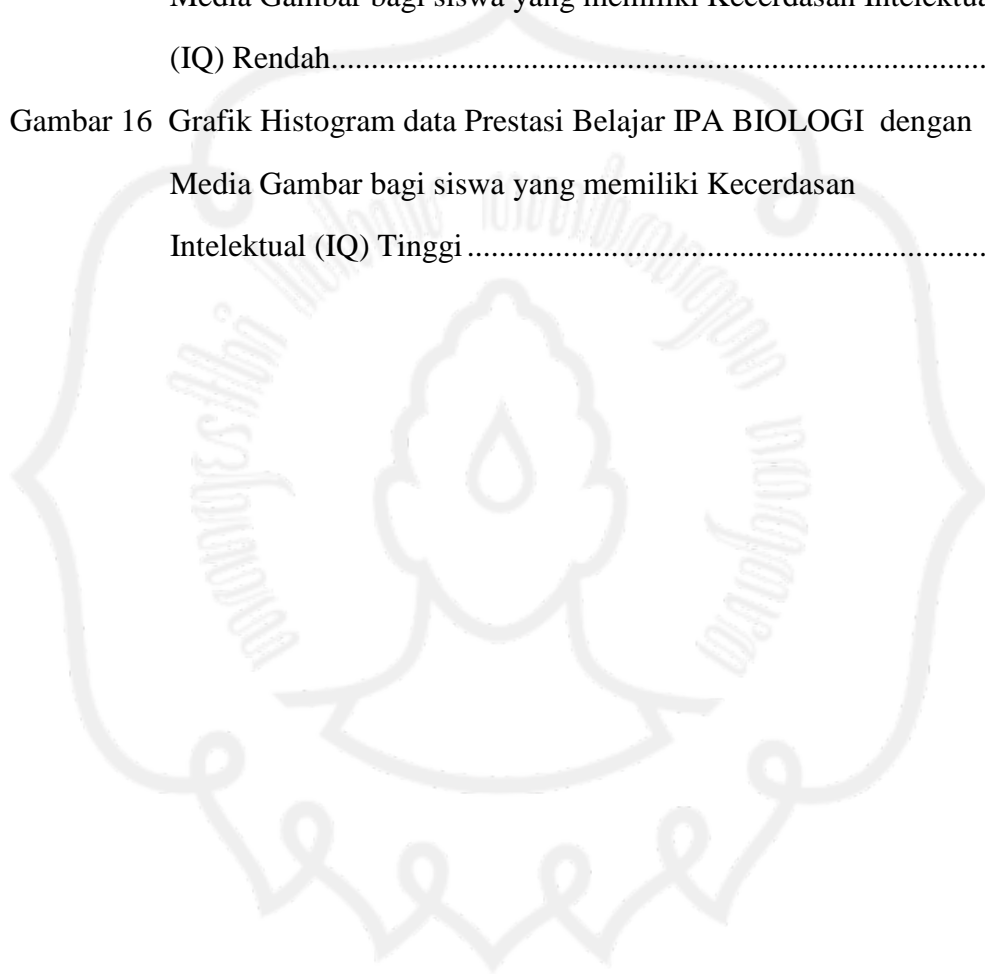 Media Gambar bagi siswa yang memiliki Kecerdasan Intelektua
(IQ) Rendah...................................................................................
Gambar 16 Grafik Histogram data Prestasi Belajar IPA BIOLOGI dengan
Media Gambar bagi siswa yang memiliki Kecerdasan
Intelektual (IQ) Tinggi..................................................................